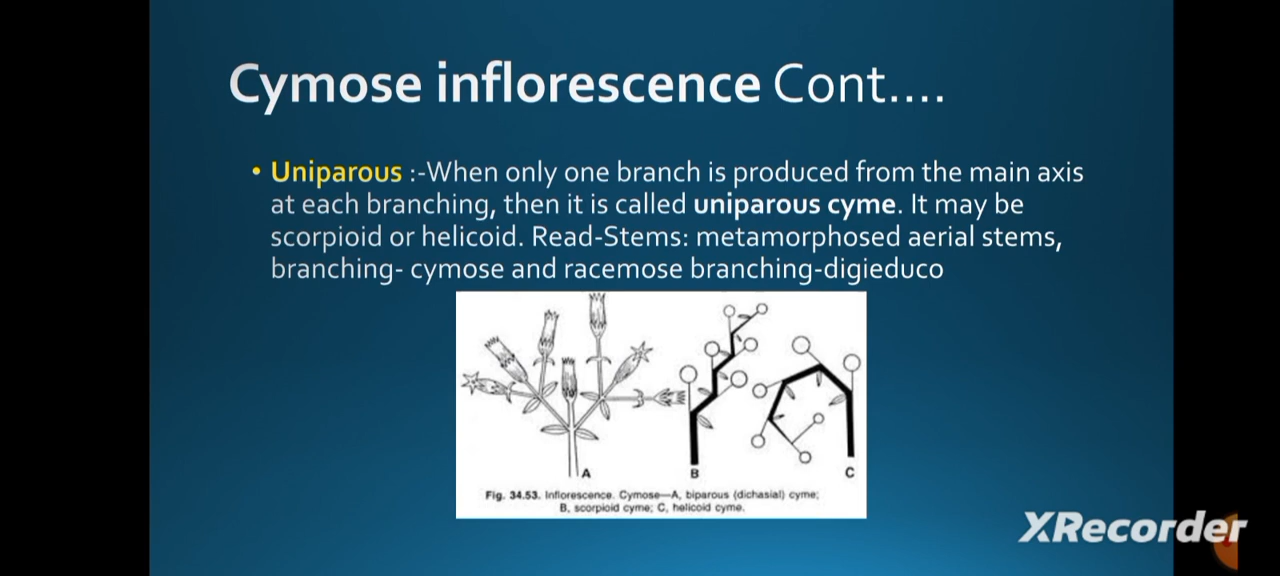 Cymose inflorescence Cont....
• Uniparous :-When only one branch is produced from the main axis
at each branching, then it is called uniparous cyme. It may be
scorpioid or helicoid. Read-Stems: metamorphosed aerial stems,
branching- cymose and racemose branching-digieduco
A
B
C
Fig. 34.53. Inflorescence. Cymose—A, biparous (dichasial) cyme;
B, scorpioid cyme; C, helicoid cyme.
XRecorder